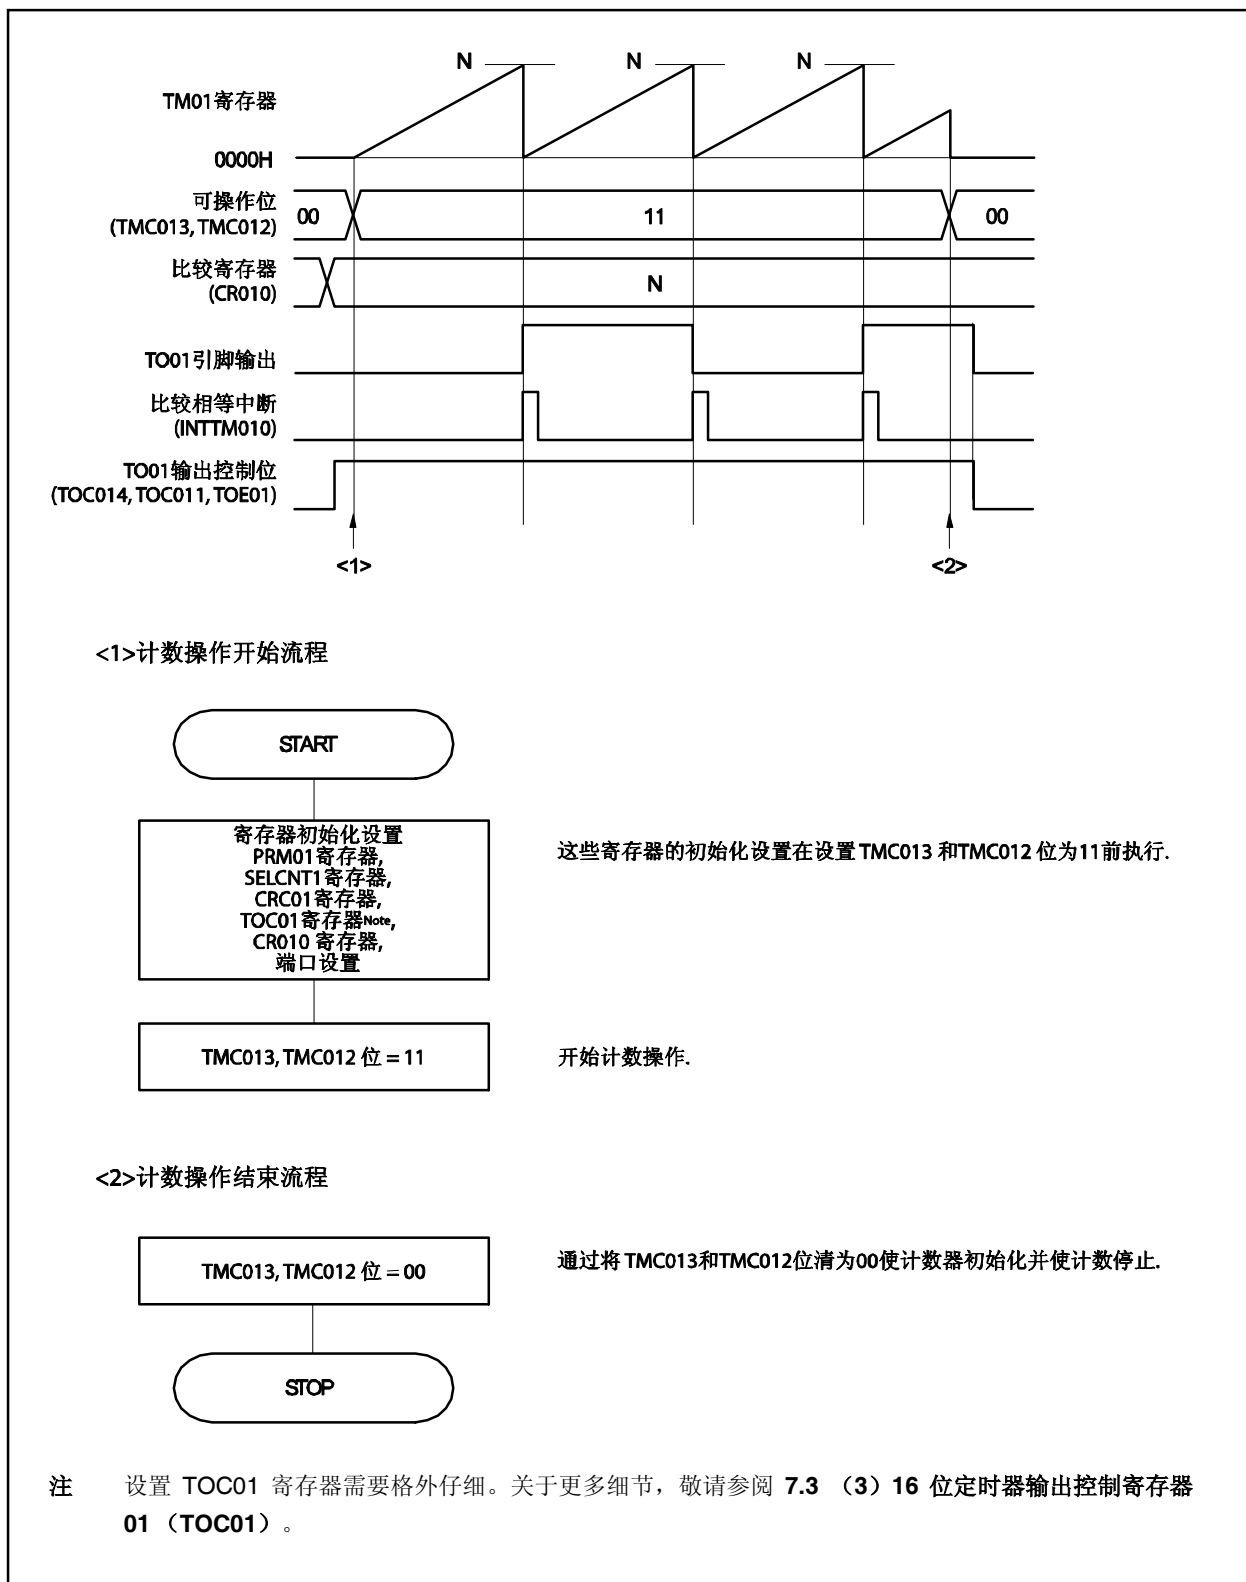 N N N
TM01寄存器
0000H
可操作位
(TMC013, TMC012)
00 11 00
比较寄存器
(CR010)
N
TO01引脚输出
比较相等中断
(INTTM010)
TO01输出控制位
(TOC014, TOC011, TOE01)
<1> <2>
<1>计数操作开始流程
START
寄存器初始化设置
PRM01寄存器,
SELCNT1寄存器,
CRC01寄存器,
TOC01寄存器Note,
CR010 寄存器,
端口设置
这些寄存器的初始化设置在设置TMC013 和TMC012 位为11前执行.
TMC013, TMC012 位 = 11
开始计数操作.
<2>计数操作结束流程
TMC013, TMC012 位 = 00
通过将 TMC013和TMC012位清为00使计数器初始化并使计数停止.
STOP
注 设置 TOC01 寄存器需要格外仔细。关于更多细节，敬请参阅 7.3 （3）16 位定时器输出控制寄存器
01 （TOC01）。